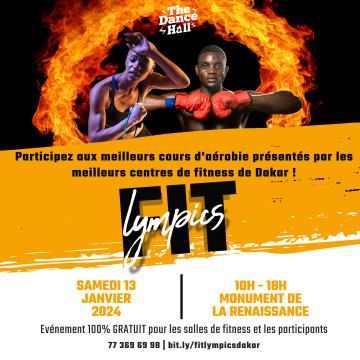 The
Dance
Hall
Participez aux meilleurs cours d'aérobie présentés par les
meilleurs centres de fitness de Dakar !
FIT
lympics
SAMEDI 13
JANVIER
2024
10H - 18H
MONUMENT DE
LA RENAISSANCE
Evénement 100% GRATUIT pour les salles de fitness et les participants
77 369 69 98 | bit.ly/fitlympicsdakar